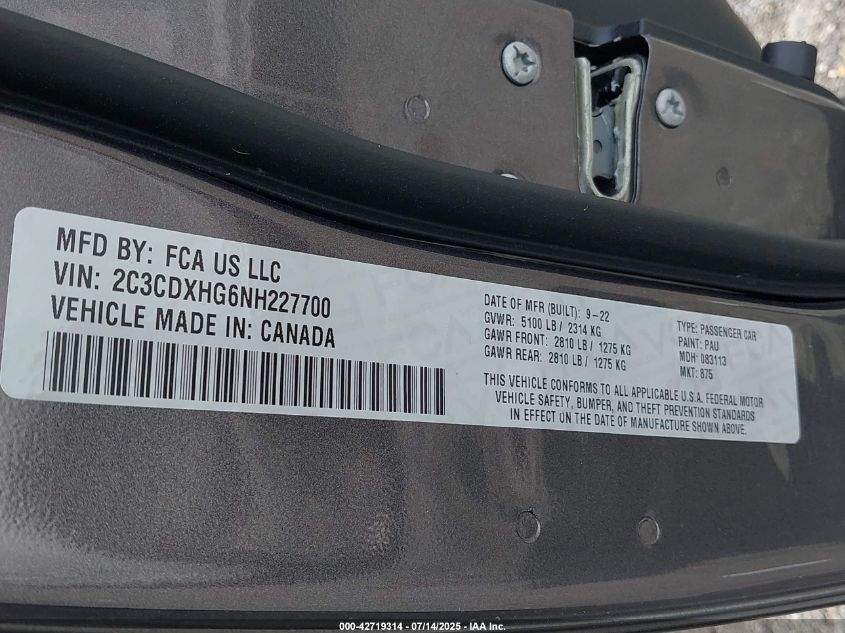 MFD BY: FCA US LLC
VIN: 2C3CDXHG6NH227700
VEHICLE MADE IN: CANADA
DATE OF MFR (BUILT): 9-22
GVWR: 5100 LB / 2314 KG
GAWR FRONT: 2810 LB / 1275 KG
GAWR REAR: 2810 LB / 1275 KG
TYPE: PASSENGER CAR
PAINT: PAU
MDH: 083113
MKT: 875
THIS VEHICLE CONFORMS TO ALL APPLICABLE U.S.A. FEDERAL MOTOR
VEHICLE SAFETY, BUMPER, AND THEFT PREVENTION STANDARDS
IN EFFECT ON THE DATE OF MANUFACTURE SHOWN ABOVE.
000-42719314 - 07/14/2025 - IAA Inc.